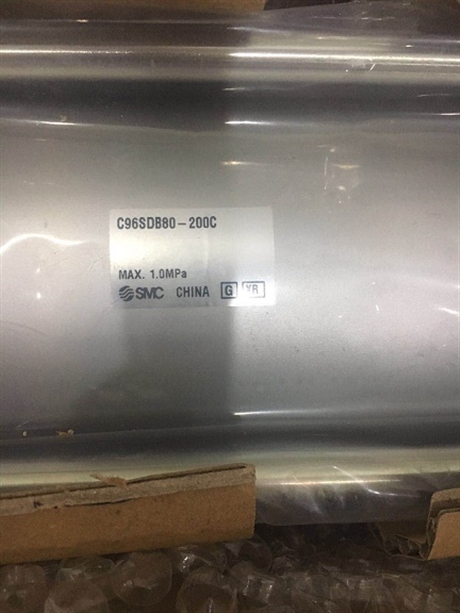 C96SDB80-200C
MAX. 1.0MPa
SMC CHINA G YR